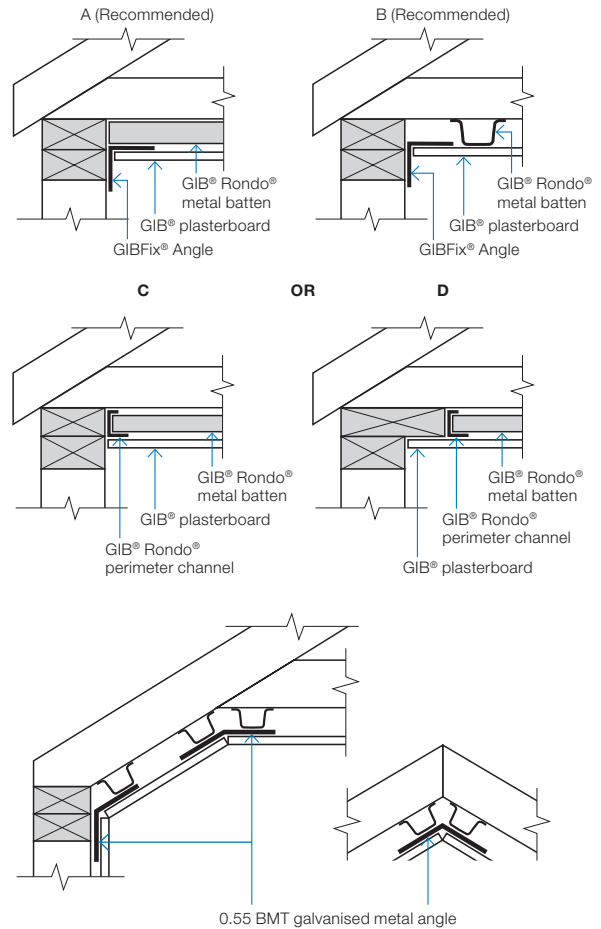 A (Recommended)
B (Recommended)
GIB® Rondo®
metal batten
GIB® plasterboard
GIBFix® Angle
GIB® Rondo®
metal batten
GIB® plasterboard
GIBFix® Angle
C OR D
GIB® Rondo®
metal batten
GIB® plasterboard
GIB® Rondo®
perimeter channel
GIB® Rondo®
metal batten
GIB® Rondo®
perimeter channel
GIB® plasterboard
0.55 BMT galvanised metal angle